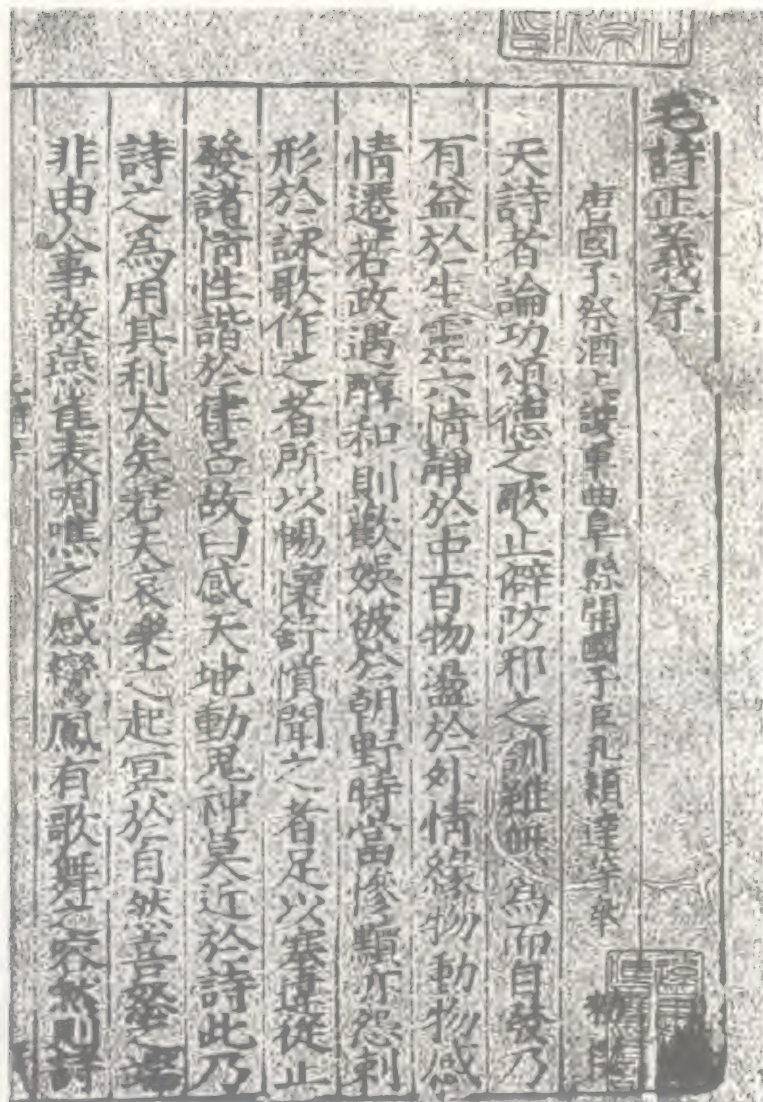 毛詩正義序
唐國子祭酒上護軍曲阜縣開國子臣孔穎達等奉
勅撰
夫詩者論功頌德之歌止僻防邪之訓雖無爲而自發乃
有益於生靈六情靜於中百物盪於外情緣物動物感
情遷若政遇醇和則歡娛被於朝野時當慘黷亦怨刺
形於詠歌作之者所以暢懷舒憤聞之者足以塞違從正
發諸情性諧於律呂故曰感天地動鬼神莫近於詩此乃
詩之爲用其利大矣若夫哀樂之起冥於自然喜怒之端
非由人事故燕雀表啁噍之感鸞鳳有歌舞之容然則詩